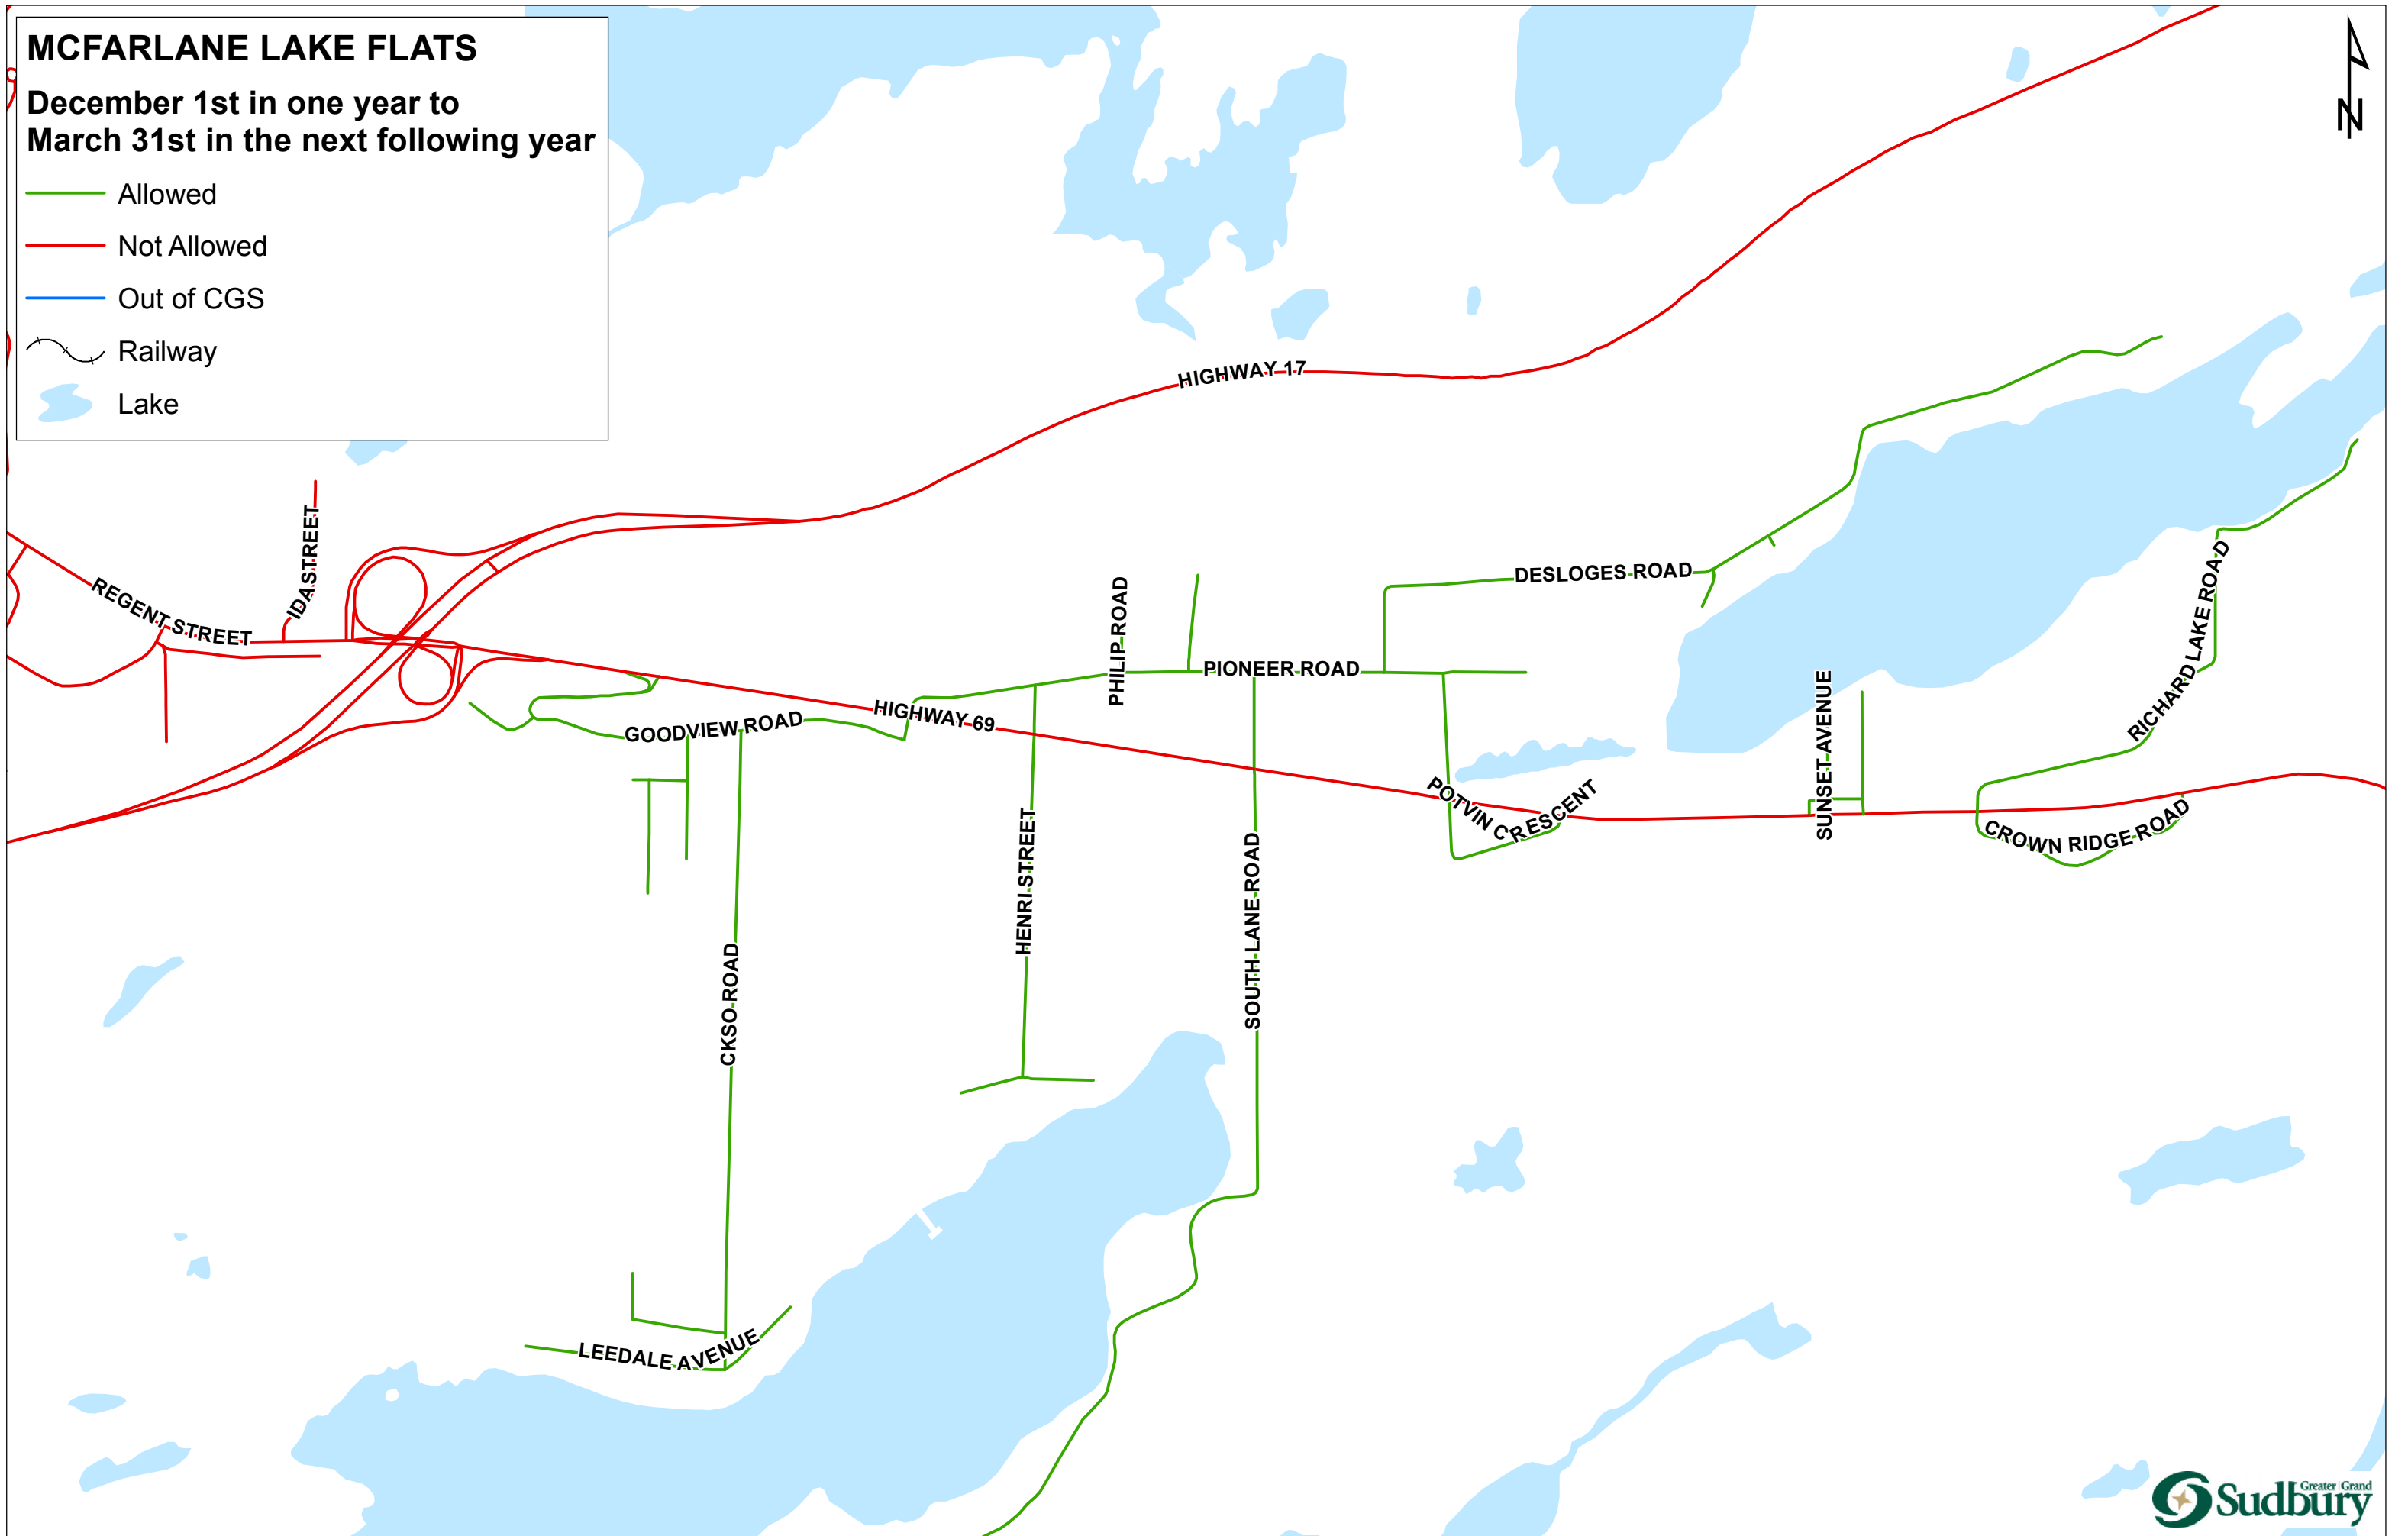 MCFARLANE LAKE FLATS
December 1st in one year to
March 31st in the next following year
Allowed
Not Allowed
Out of CGS
Railway
Lake
N
HIGHWAY 17
IDA STREET
REGENT STREET
DESLOGES ROAD
PHILIP ROAD
PIONEER ROAD
RICHARD LAKE ROAD
GOODVIEW ROAD
HIGHWAY 69
SUNSET AVENUE
POTVIN CRESCENT
CROWN RIDGE ROAD
HENRI STREET
SOUTH LANE ROAD
CKSO ROAD
LEEDALE AVENUE
Greater Grand
Sudbury